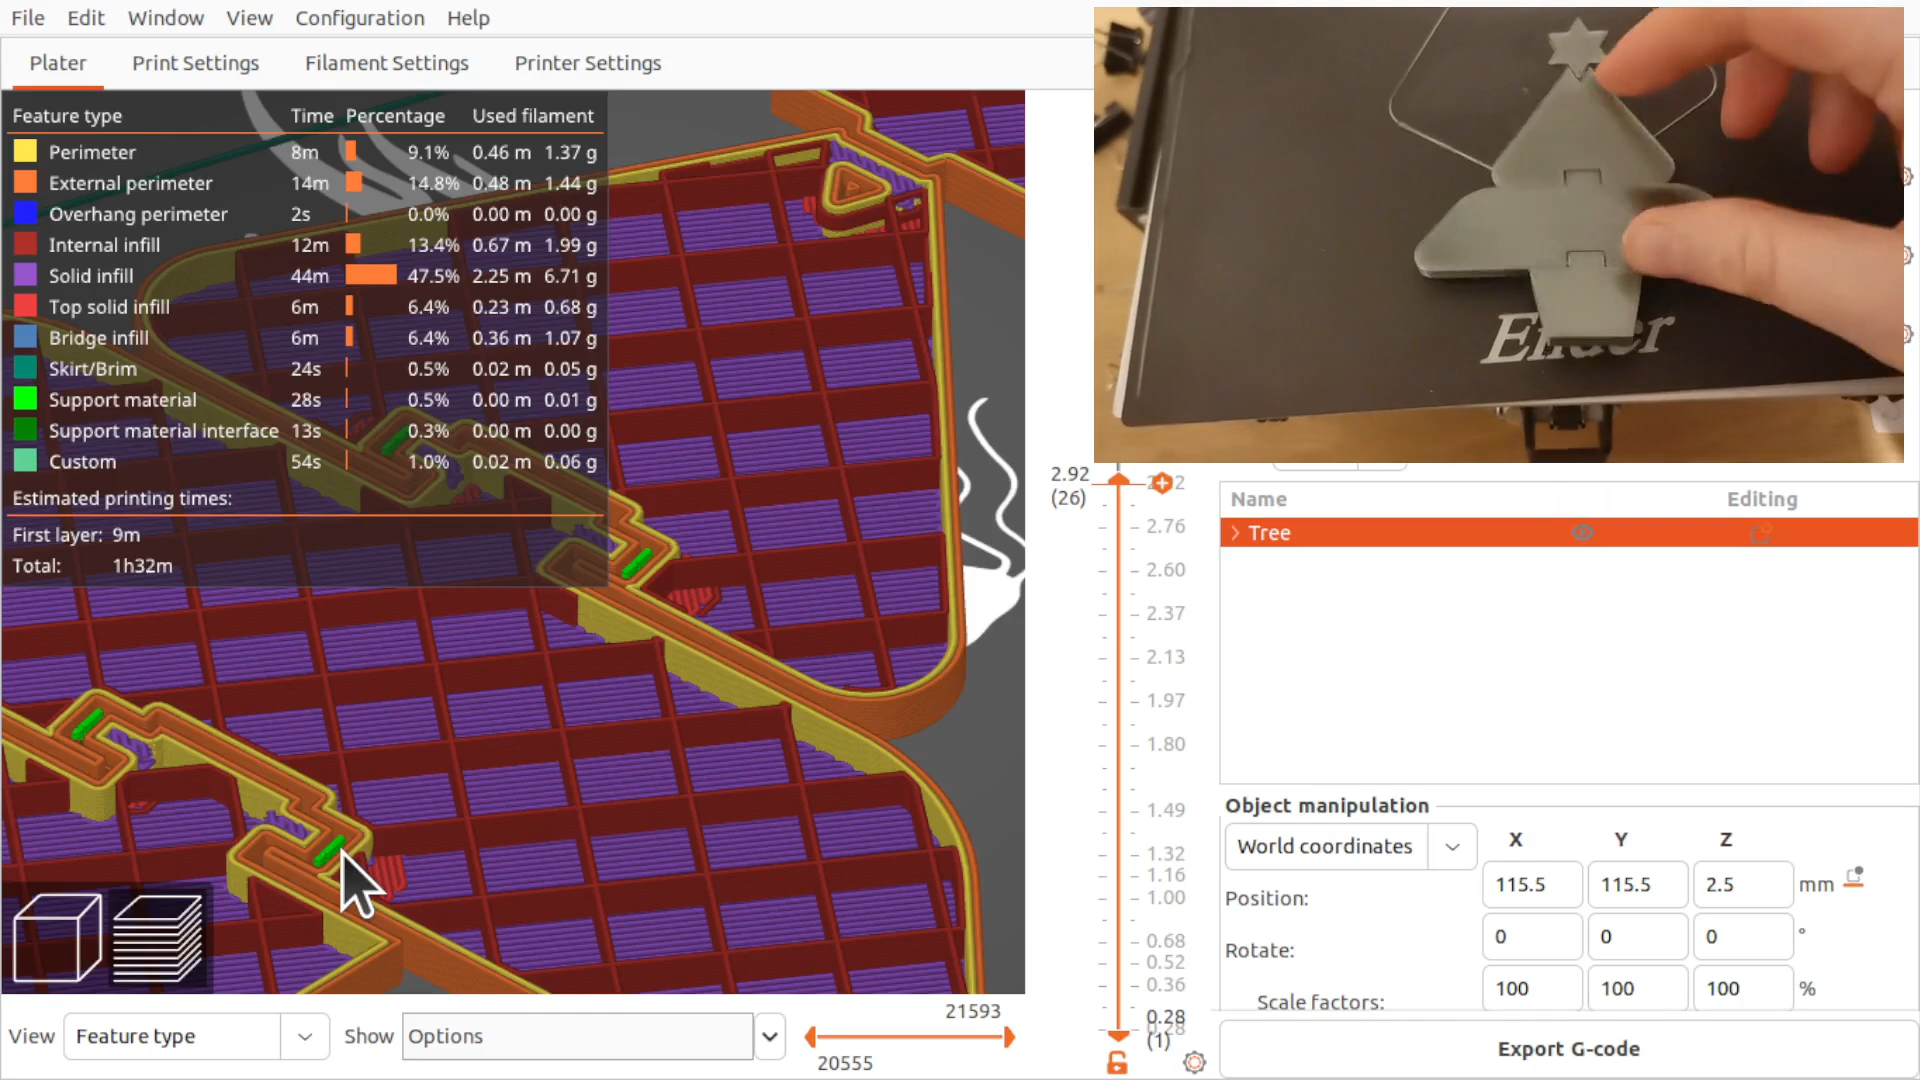 File Edit Window View Configuration Help
Plater Print Settings Filament Settings Printer Settings
Feature type Time Percentage Used filament
Perimeter 8m 9.1% 0.46 m 1.37 g
External perimeter 14m 14.8% 0.48 m 1.44 g
Overhang perimeter 2s 0.0% 0.00 m 0.00 g
Internal infill 12m 13.4% 0.67 m 1.99 g
Solid infill 44m 47.5% 2.25 m 6.71 g
Top solid infill 6m 6.4% 0.23 m 0.68 g
Bridge infill 6m 6.4% 0.36 m 1.07 g
Skirt/Brim 24s 0.5% 0.02 m 0.05 g
Support material 28s 0.5% 0.00 m 0.01 g
Support material interface 13s 0.3% 0.00 m 0.00 g
Custom 54s 1.0% 0.02 m 0.06 g
Estimated printing times:
First layer: 9m
Total: 1h32m
2.92
(26)
2.76
2.60
2.37
2.13
1.97
1.80
1.49
1.32
1.16
1.00
0.68
0.52
0.36
0.28
0.28
(1)
Name Editing
Tree
Object manipulation
World coordinates X Y Z
Position: 115.5 115.5 2.5 mm
Rotate: 0 0 0 °
Scale factors: 100 100 100 %
Export G-code
View Feature type Show Options
21593
20555